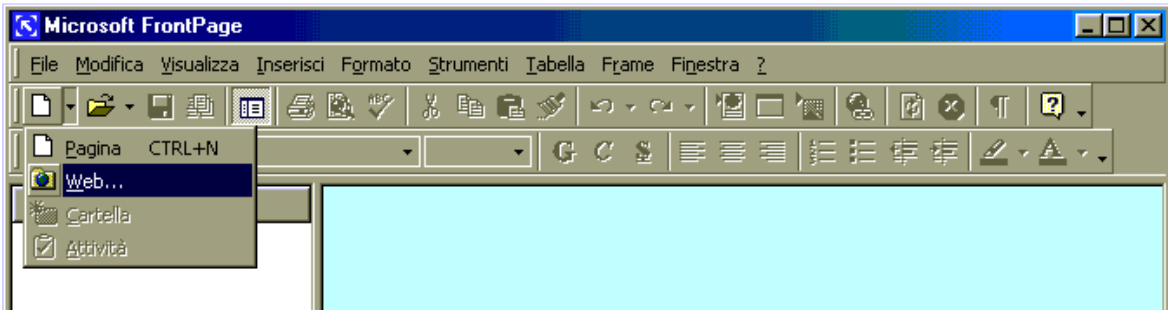 Microsoft FrontPage
File Modifica Visualizza Inserisci Formato Strumenti Tabella Frame Finestra ?
Pagina CTRL+N
G C S
Web...
Cartella
Attività